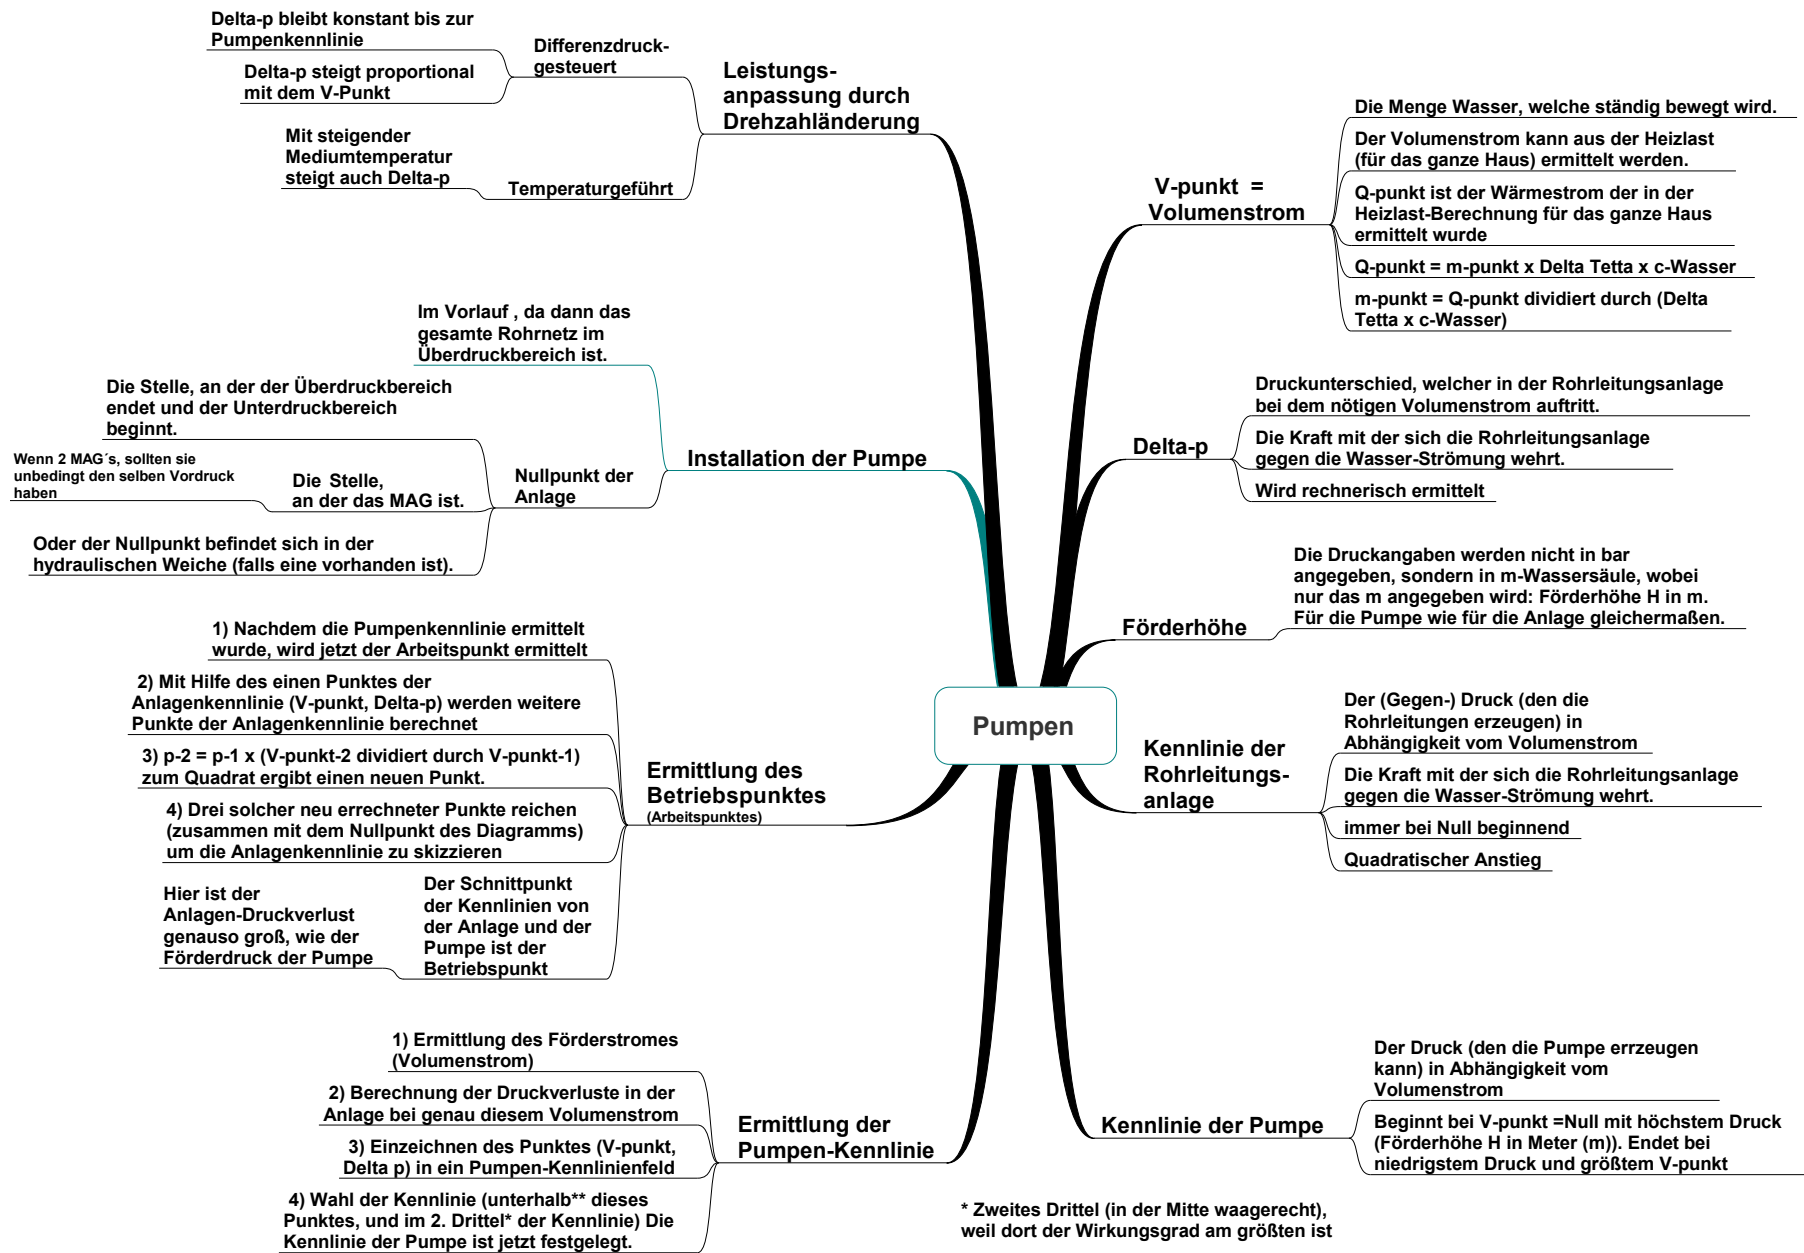 Pumpen
Leistungs-
anpassung durch
Drehzahländerung
Differenzdruck-
gesteuert
Delta-p bleibt konstant bis zur
Pumpenkennlinie
Delta-p steigt proportional
mit dem V-Punkt
Temperaturgeführt
Mit steigender
Mediumtemperatur
steigt auch Delta-p
Installation der Pumpe
Im Vorlauf , da dann das
gesamte Rohrnetz im
Überdruckbereich ist.
Nullpunkt der
Anlage
Die Stelle, an der der Überdruckbereich
endet und der Unterdruckbereich
beginnt.
Die Stelle,
an der das MAG ist.
Wenn 2 MAG´s, sollten sie
unbedingt den selben Vordruck
haben
Oder der Nullpunkt befindet sich in der
hydraulischen Weiche (falls eine vorhanden ist).
Ermittlung des
Betriebspunktes
(Arbeitspunktes)
1) Nachdem die Pumpenkennlinie ermittelt
wurde, wird jetzt der Arbeitspunkt ermittelt
2) Mit Hilfe des einen Punktes der
Anlagenkennlinie (V-punkt, Delta-p) werden weitere
Punkte der Anlagenkennlinie berechnet
3) p-2 = p-1 x (V-punkt-2 dividiert durch V-punkt-1)
zum Quadrat ergibt einen neuen Punkt.
4) Drei solcher neu errechneter Punkte reichen
(zusammen mit dem Nullpunkt des Diagramms)
um die Anlagenkennlinie zu skizzieren
Der Schnittpunkt
der Kennlinien von
der Anlage und der
Pumpe ist der
Betriebspunkt
Hier ist der
Anlagen-Druckverlust
genauso groß, wie der
Förderdruck der Pumpe
Ermittlung der
Pumpen-Kennlinie
1) Ermittlung des Förderstromes
(Volumenstrom)
2) Berechnung der Druckverluste in der
Anlage bei genau diesem Volumenstrom
3) Einzeichnen des Punktes (V-punkt,
Delta p) in ein Pumpen-Kennlinienfeld
4) Wahl der Kennlinie (unterhalb** dieses
Punktes, und im 2. Drittel* der Kennlinie) Die
Kennlinie der Pumpe ist jetzt festgelegt.
V-punkt =
Volumenstrom
Die Menge Wasser, welche ständig bewegt wird.
Der Volumenstrom kann aus der Heizlast
(für das ganze Haus) ermittelt werden.
Q-punkt ist der Wärmestrom der in der
Heizlast-Berechnung für das ganze Haus
ermittelt wurde
Q-punkt = m-punkt x Delta Tetta x c-Wasser
m-punkt = Q-punkt dividiert durch (Delta
Tetta x c-Wasser)
Delta-p
Druckunterschied, welcher in der Rohrleitungsanlage
bei dem nötigen Volumenstrom auftritt.
Die Kraft mit der sich die Rohrleitungsanlage
gegen die Wasser-Strömung wehrt.
Wird rechnerisch ermittelt
Förderhöhe
Die Druckangaben werden nicht in bar
angegeben, sondern in m-Wassersäule, wobei
nur das m angegeben wird: Förderhöhe H in m.
Für die Pumpe wie für die Anlage gleichermaßen.
Kennlinie der
Rohrleitungs-
anlage
Der (Gegen-) Druck (den die
Rohrleitungen erzeugen) in
Abhängigkeit vom Volumenstrom
Die Kraft mit der sich die Rohrleitungsanlage
gegen die Wasser-Strömung wehrt.
immer bei Null beginnend
Quadratischer Anstieg
Kennlinie der Pumpe
Der Druck (den die Pumpe errzeugen
kann) in Abhängigkeit vom
Volumenstrom
Beginnt bei V-punkt =Null mit höchstem Druck
(Förderhöhe H in Meter (m)). Endet bei
niedrigstem Druck und größtem V-punkt
* Zweites Drittel (in der Mitte waagerecht),
weil dort der Wirkungsgrad am größten ist